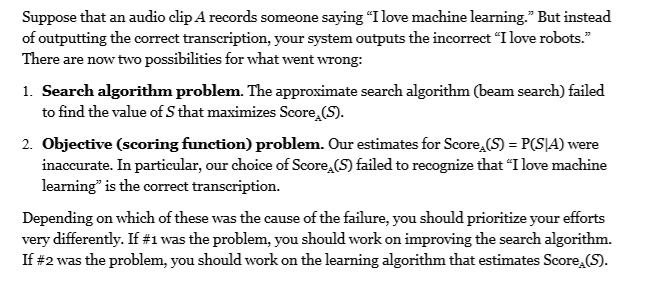 Suppose that an audio clip A records someone saying “I love machine learning.” But instead
of outputting the correct transcription, your system outputs the incorrect “I love robots.”
There are now two possibilities for what went wrong:
1. Search algorithm problem. The approximate search algorithm (beam search) failed
to find the value of S that maximizes Score_A(S).
2. Objective (scoring function) problem. Our estimates for Score_A(S) = P(S|A) were
inaccurate. In particular, our choice of Score_A(S) failed to recognize that “I love machine
learning” is the correct transcription.
Depending on which of these was the cause of the failure, you should prioritize your efforts
very differently. If #1 was the problem, you should work on improving the search algorithm.
If #2 was the problem, you should work on the learning algorithm that estimates Score_A(S).